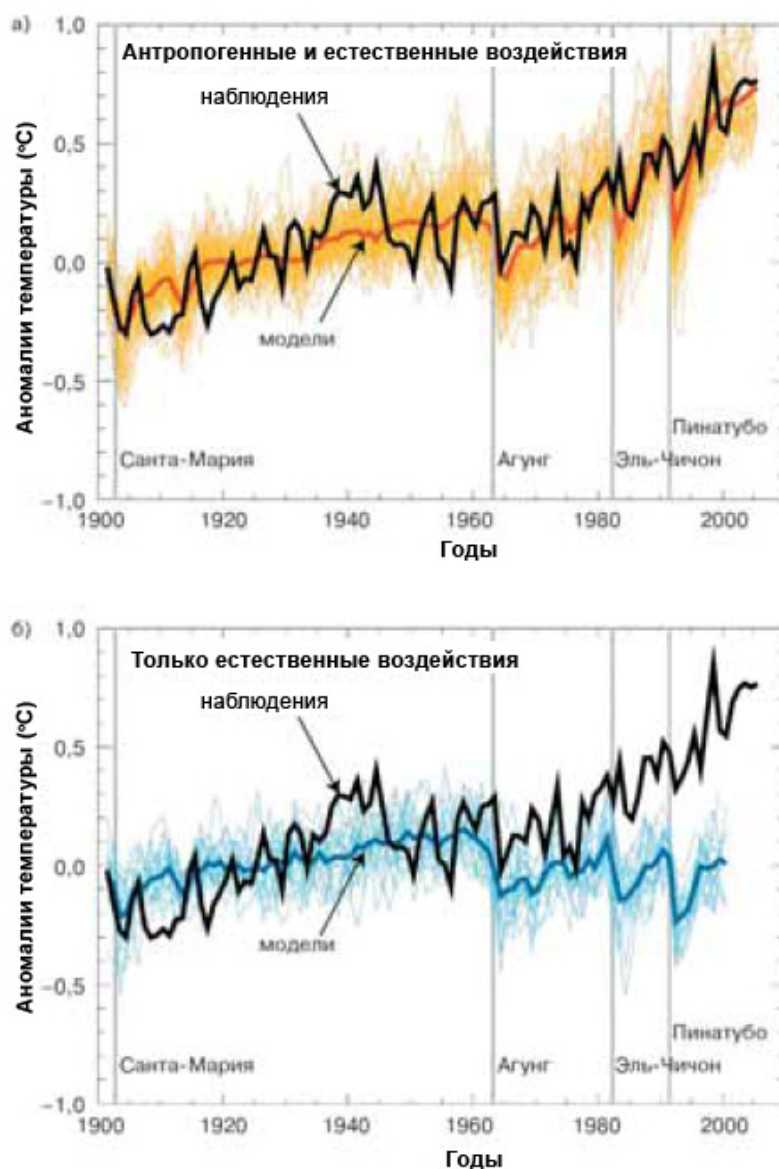 а)
Антропогенные и естественные воздействия
наблюдения
модели
Аномалии температуры (°C)
1,0
0,5
0,0
−0,5
−1,0
Санта-Мария
Агунг
Эль-Чичон
Пинатубо
1900 1920 1940 1960 1980 2000
Годы
б)
Только естественные воздействия
наблюдения
модели
Аномалии температуры (°C)
1,0
0,5
0,0
−0,5
−1,0
Санта-Мария
Агунг
Эль-Чичон
Пинатубо
1900 1920 1940 1960 1980 2000
Годы